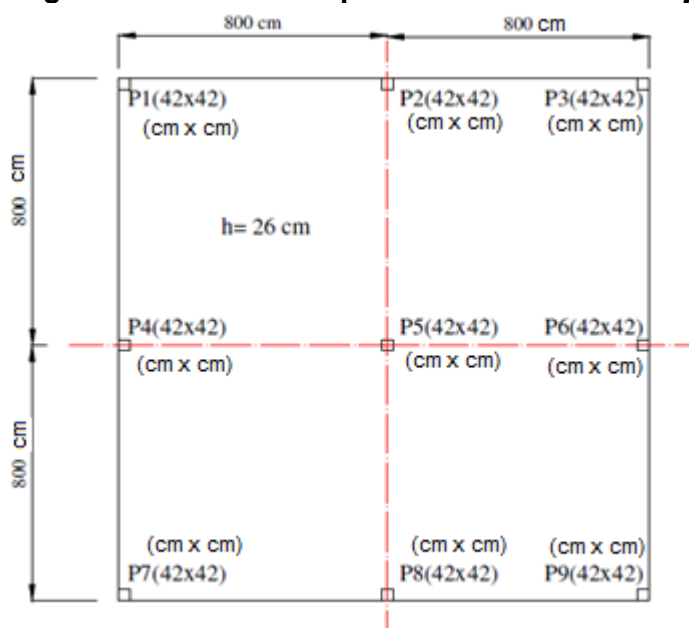 800 cm
800 cm
P1(42x42)
(cm x cm)
P2(42x42)
(cm x cm)
P3(42x42)
(cm x cm)
800 cm
h= 26 cm
P4(42x42)
(cm x cm)
P5(42x42)
(cm x cm)
P6(42x42)
(cm x cm)
800 cm
(cm x cm)
P7(42x42)
(cm x cm)
P8(42x42)
(cm x cm)
P9(42x42)